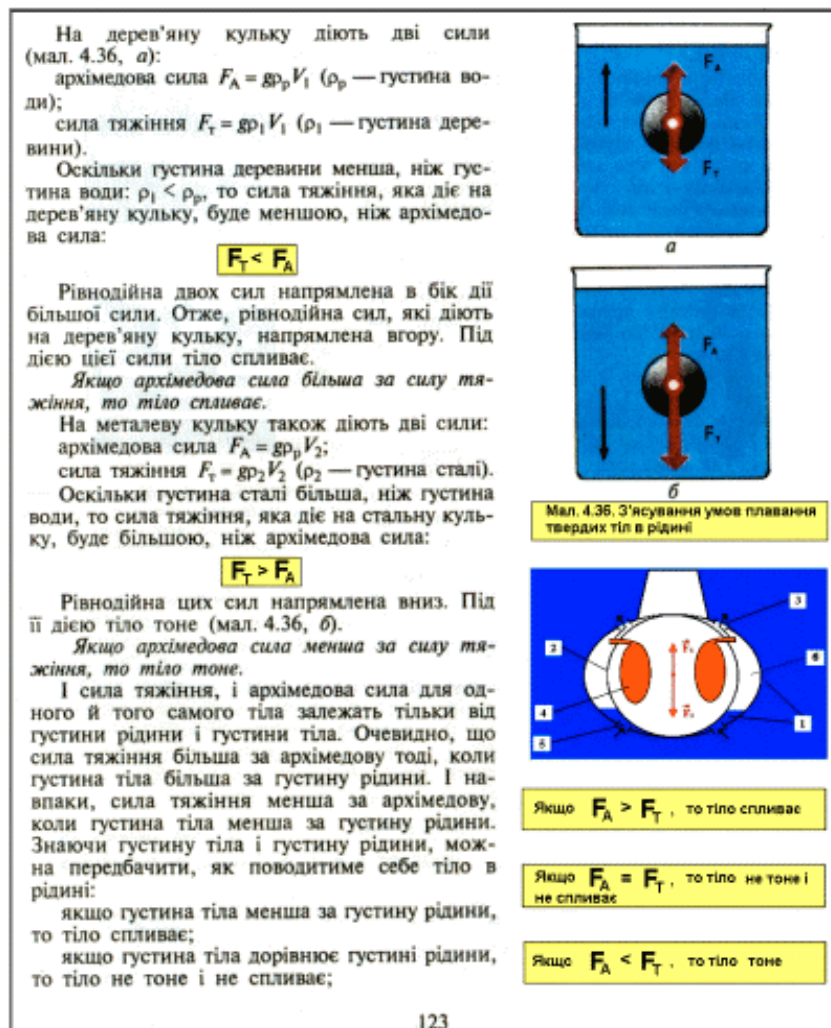 На дерев'яну кульку діють дві сили
(мал. 4.36, а):
архімедова сила FА = gρрV1 (ρр — густина во-
ди);
сила тяжіння Fт = gρ1V1 (ρ1 — густина дере-
вини).
Оскільки густина деревини менша, ніж гус-
тина води: ρ1 < ρр, то сила тяжіння, яка діє на
дерев'яну кульку, буде меншою, ніж архімедо-
ва сила:
FТ < FА
Рівнодійна двох сил напрямлена в бік дії
більшої сили. Отже, рівнодійна сил, які діють
на дерев'яну кульку, напрямлена вгору. Під
дією цієї сили тіло спливає.
Якщо архімедова сила більша за силу тя-
жіння, то тіло спливає.
На металеву кульку також діють дві сили:
архімедова сила FА = gρрV2;
сила тяжіння Fт = gρ2V2 (ρ2 — густина сталі).
Оскільки густина сталі більша, ніж густина
води, то сила тяжіння, яка діє на стальну куль-
ку, буде більшою, ніж архімедова сила:
FТ > FА
Рівнодійна цих сил напрямлена вниз. Під
її дією тіло тоне (мал. 4.36, б).
Якщо архімедова сила менша за силу тя-
жіння, то тіло тоне.
І сила тяжіння, і архімедова сила для од-
ного й того самого тіла залежать тільки від
густини рідини і густини тіла. Очевидно, що
сила тяжіння більша за архімедову тоді, коли
густина тіла більша за густину рідини. І на-
впаки, сила тяжіння менша за архімедову,
коли густина тіла менша за густину рідини.
Знаючи густину тіла і густину рідини, мож-
на передбачити, як поводитиме себе тіло в
рідині:
якщо густина тіла менша за густину рідини,
то тіло спливає;
якщо густина тіла дорівнює густині рідини,
то тіло не тоне і не спливає;
FА
FТ
а
FА
FТ
б
Мал. 4.36. З'ясування умов плавання
твердих тіл в рідині
3
2
6
4
1
5
Якщо FА > FТ , то тіло спливає
Якщо FА = FТ , то тіло не тоне і
не спливає
Якщо FА < FТ , то тіло тоне
123